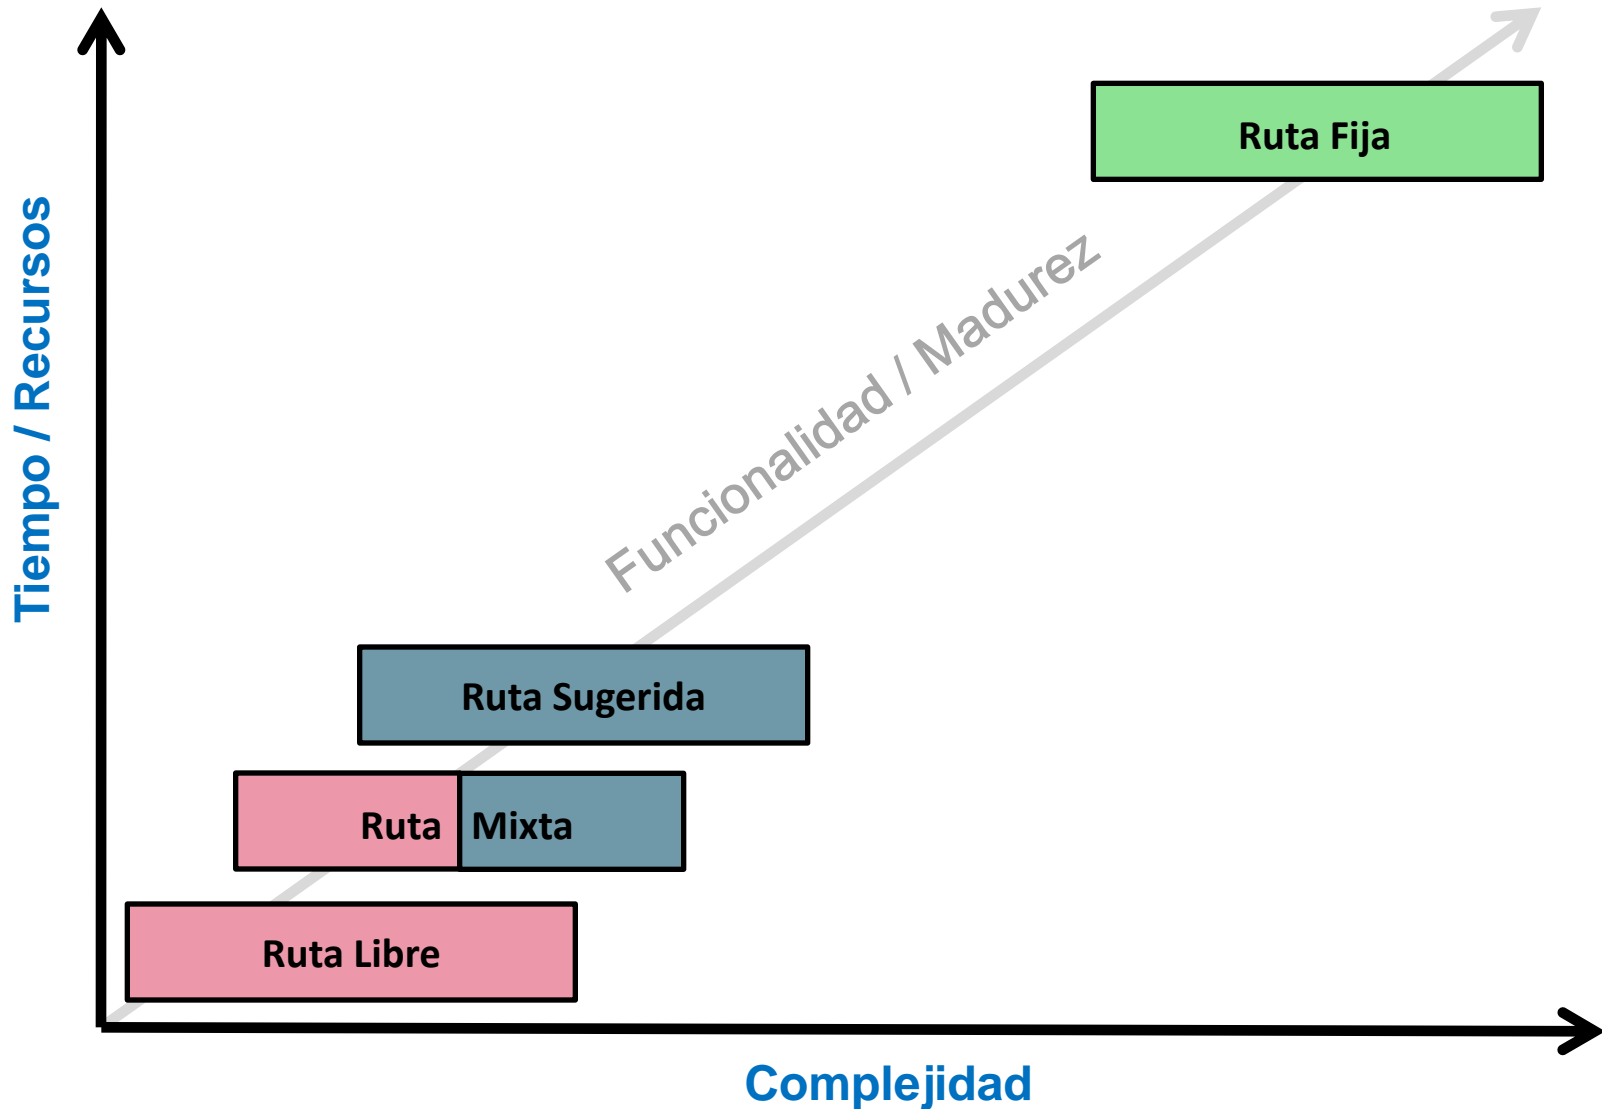 Ruta Fija
Tiempo / Recursos
Funcionalidad / Madurez
Ruta Sugerida
Ruta Mixta
Ruta Libre
Complejidad